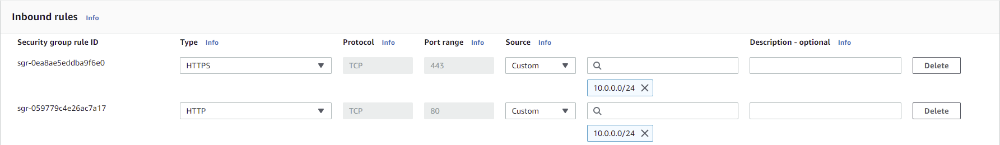 Inbound rules Info
Security group rule ID Type Info Protocol Info Port range Info Source Info Description - optional Info
sgr-0ea8ae5eddba9f6e0 HTTPS TCP 443 Custom Delete
10.0.0.0/24
sgr-059779c4e26ac7a17 HTTP TCP 80 Custom Delete
10.0.0.0/24